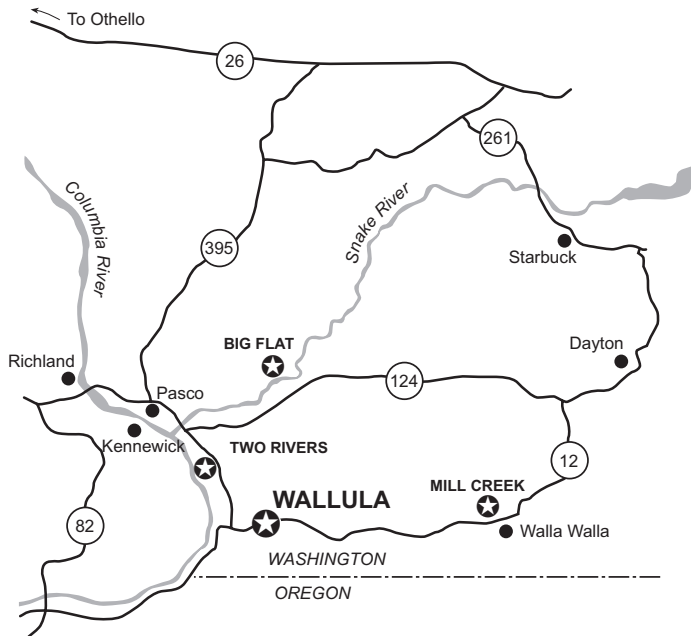 To Othello
26
261
Columbia River
Snake River
395
Starbuck
BIG FLAT
Dayton
Richland
124
Pasco
Kennewick
TWO RIVERS
12
MILL CREEK
WALLULA
82
Walla Walla
WASHINGTON
OREGON